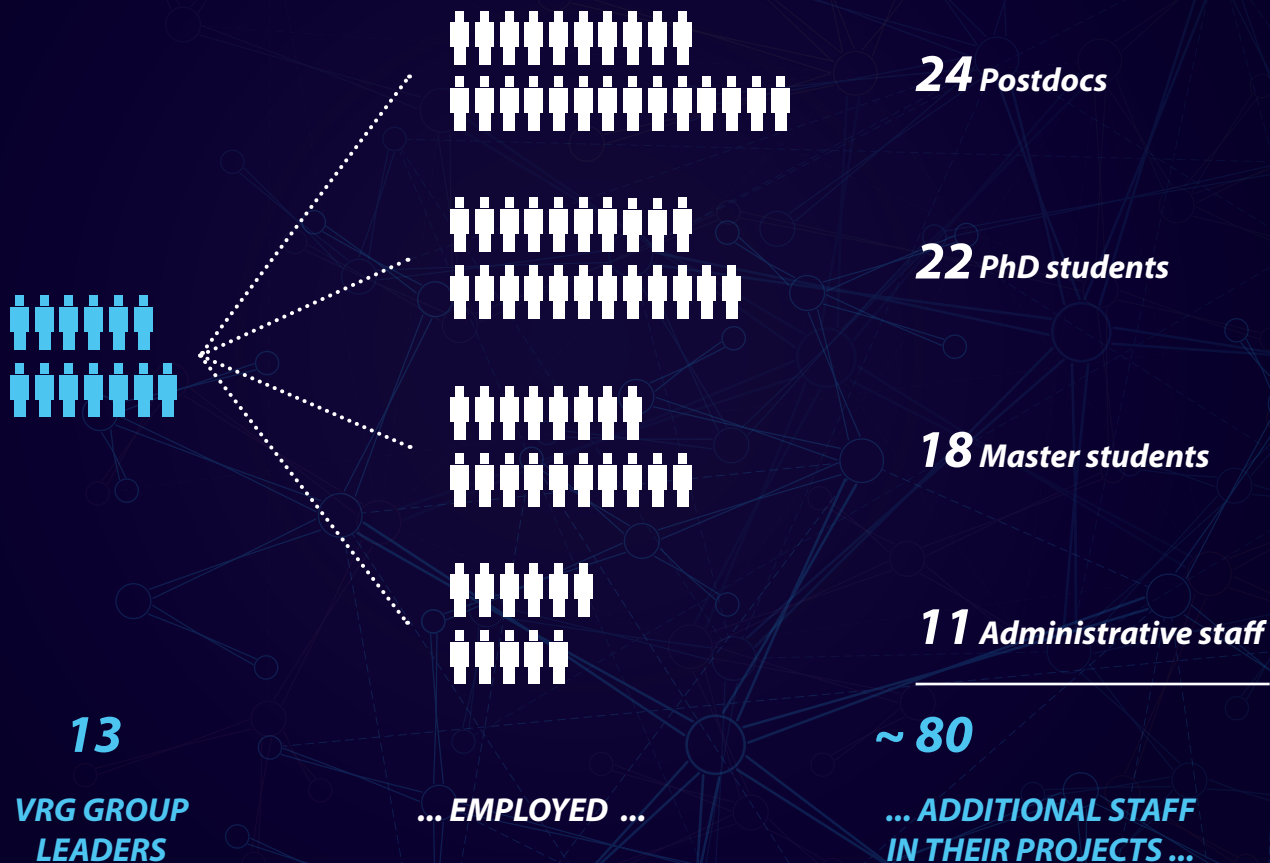 24 Postdocs
22 PhD students
18 Master students
11 Administrative staff
13
VRG GROUP
LEADERS
... EMPLOYED ...
~ 80
... ADDITIONAL STAFF
IN THEIR PROJECTS ...